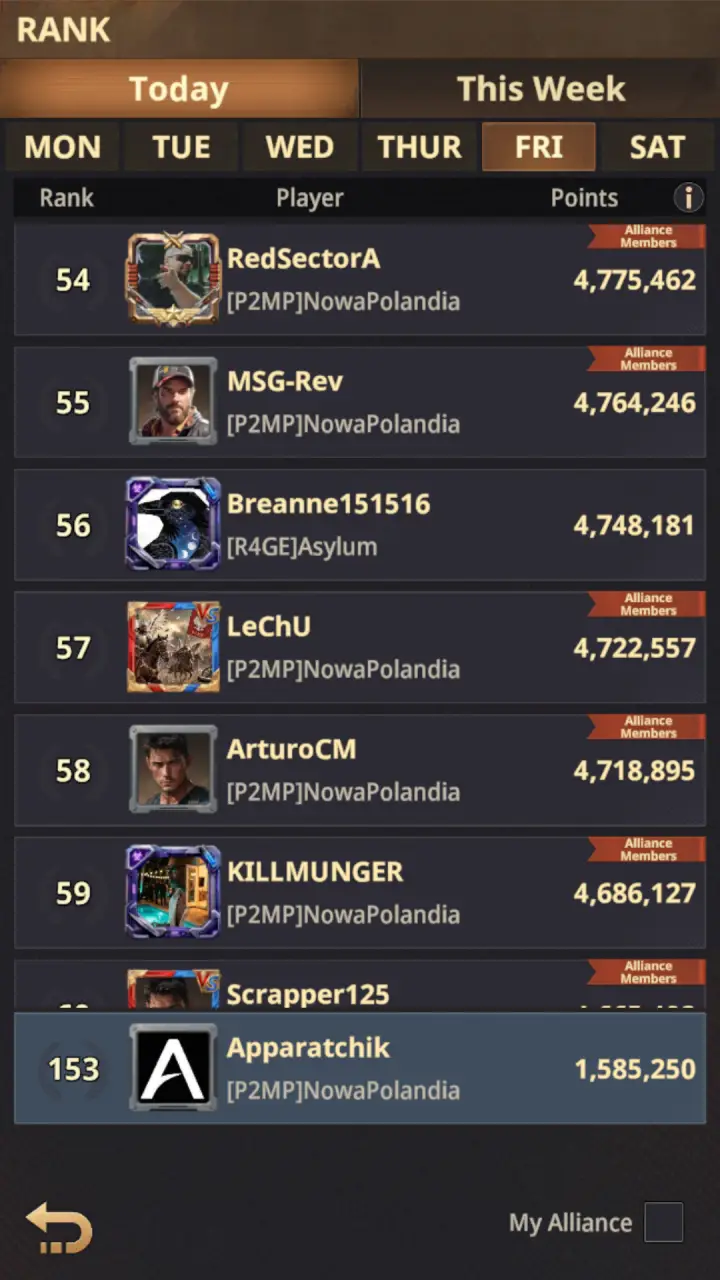 RANK
Today
This Week
MON
TUE
WED
THUR
FRI
SAT
Rank
Player
Points
Alliance
Members
54
RedSectorA
[P2MP]NowaPolandia
4,775,462
Alliance
Members
55
MSG-Rev
[P2MP]NowaPolandia
4,764,246
56
Breanne151516
[R4GE]Asylum
4,748,181
Alliance
Members
57
VS
LeChU
[P2MP]NowaPolandia
4,722,557
Alliance
Members
58
ArturoCM
[P2MP]NowaPolandia
4,718,895
Alliance
Members
59
KILLMUNGER
[P2MP]NowaPolandia
4,686,127
Alliance
Members
VS
Scrapper125
153
A
Apparatchik
[P2MP]NowaPolandia
1,585,250
My Alliance